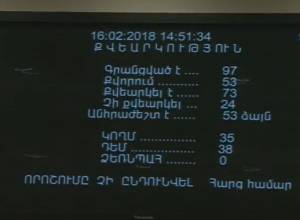 16:02:2018 14:51:34
ՔՎԵԱՐԿՈՒԹՅՈՒՆ
Գրանցված է .... 97
Քվորում ..... 53
Քվեարկել է ...... 73
Չի քվեարկել ... 24
Անհրաժեշտ է ..... 53 ձայն
ԿՈՂՄ ...... 35
ԴԵՄ ...... 38
ՁԵՌՆՊԱՀ ...... 0
ՈՐՈՇՈՒՄԸ ՉԻ ԸՆԴՈՒՆՎԵԼ Հարց համար